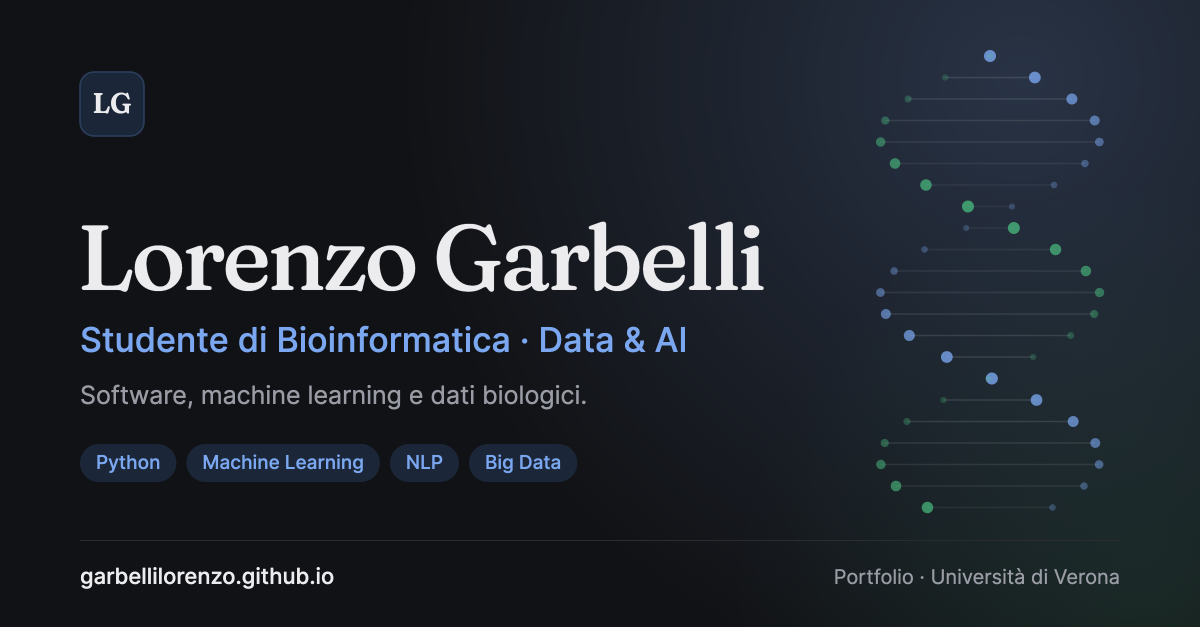 LG
Lorenzo Garbelli
Studente di Bioinformatica · Data & AI
Software, machine learning e dati biologici.
Python Machine Learning NLP Big Data
garbellilorenzo.github.io Portfolio · Università di Verona